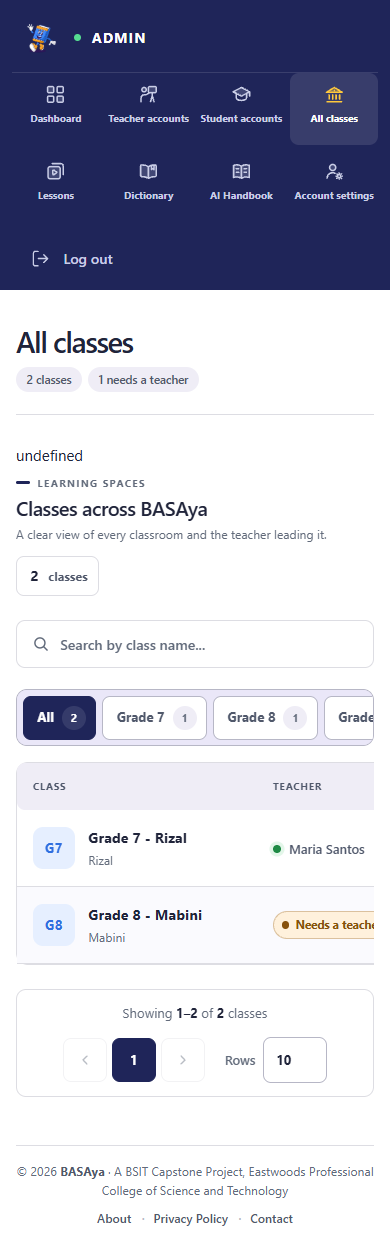 ADMIN
Dashboard
Teacher accounts
Student accounts
All classes
Lessons
Dictionary
AI Handbook
Account settings
Log out
All classes
2 classes
1 needs a teacher
undefined
LEARNING SPACES
Classes across BASAya
A clear view of every classroom and the teacher leading it.
2 classes
Search by class name...
All 2
Grade 7 1
Grade 8 1
Grade
CLASS
TEACHER
G7
Grade 7 - Rizal
Rizal
Maria Santos
G8
Grade 8 - Mabini
Mabini
Needs a teache
Showing 1–2 of 2 classes
1
Rows
10
© 2026 BASAya · A BSIT Capstone Project, Eastwoods Professional
College of Science and Technology
About · Privacy Policy · Contact